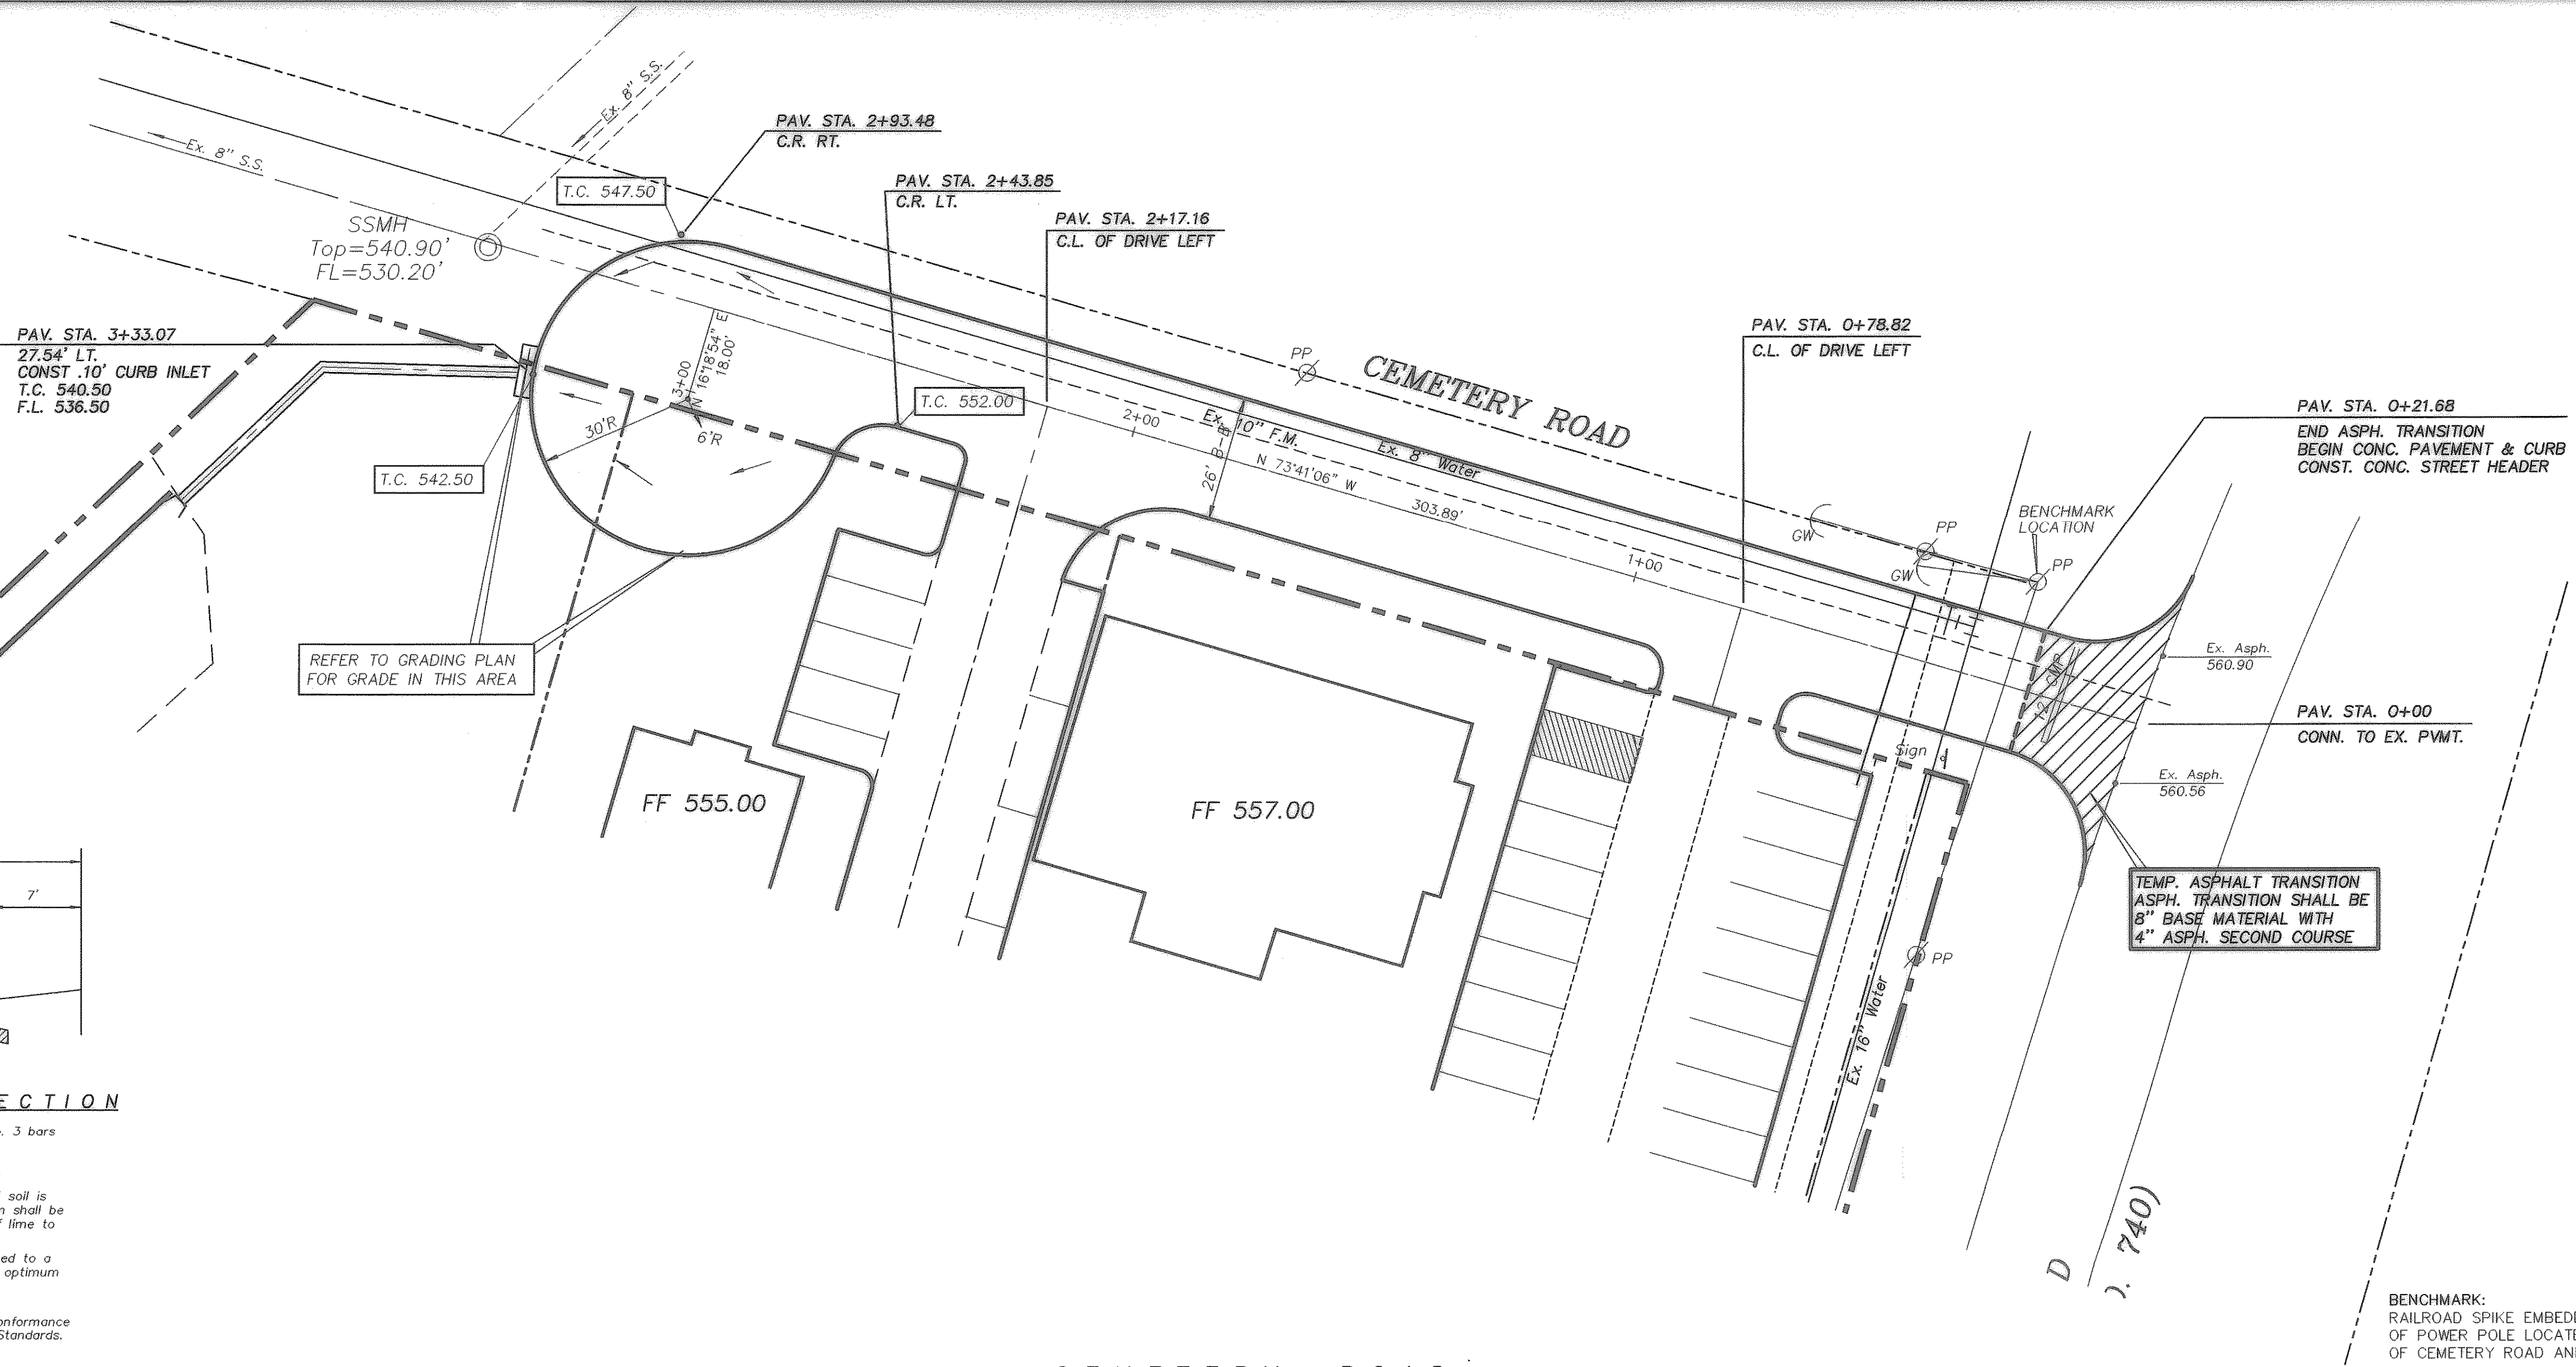 Ex. 8" S.S.
Ex. 8" S.S.
PAV. STA. 2+93.48
C.R. RT.
T.C. 547.50
PAV. STA. 2+43.85
C.R. LT.
PAV. STA. 2+17.16
C.L. OF DRIVE LEFT
SSMH
Top=540.90'
FL=530.20'
PAV. STA. 3+33.07
27.54' LT.
CONST .10' CURB INLET
T.C. 540.50
F.L. 536.50
3+00
N 16°18'54" E
18.00'
30'R
6'R
T.C. 552.00
T.C. 542.50
PP
CEMETERY ROAD
PAV. STA. 0+78.82
C.L. OF DRIVE LEFT
2+00
Ex. 10" F.M.
Ex. 8" Water
26' B-B
N 73°41'06" W
303.89'
1+00
GW
PP
GW
BENCHMARK
LOCATION
PP
PAV. STA. 0+21.68
END ASPH. TRANSITION
BEGIN CONC. PAVEMENT & CURB
CONST. CONC. STREET HEADER
Ex. Asph.
560.90
12" CMP
PAV. STA. 0+00
CONN. TO EX. PVMT.
Ex. Asph.
560.56
Sign
REFER TO GRADING PLAN
FOR GRADE IN THIS AREA
FF 555.00
FF 557.00
TEMP. ASPHALT TRANSITION
ASPH. TRANSITION SHALL BE
8" BASE MATERIAL WITH
4" ASPH. SECOND COURSE
PP
Ex. 16" Water
7'
ECTION
. 3 bars
soil is
n shall be
f lime to
ed to a
optimum
onformance
Standards.
D
). 740)
BENCHMARK:
RAILROAD SPIKE EMBED
OF POWER POLE LOCATE
OF CEMETERY ROAD AN